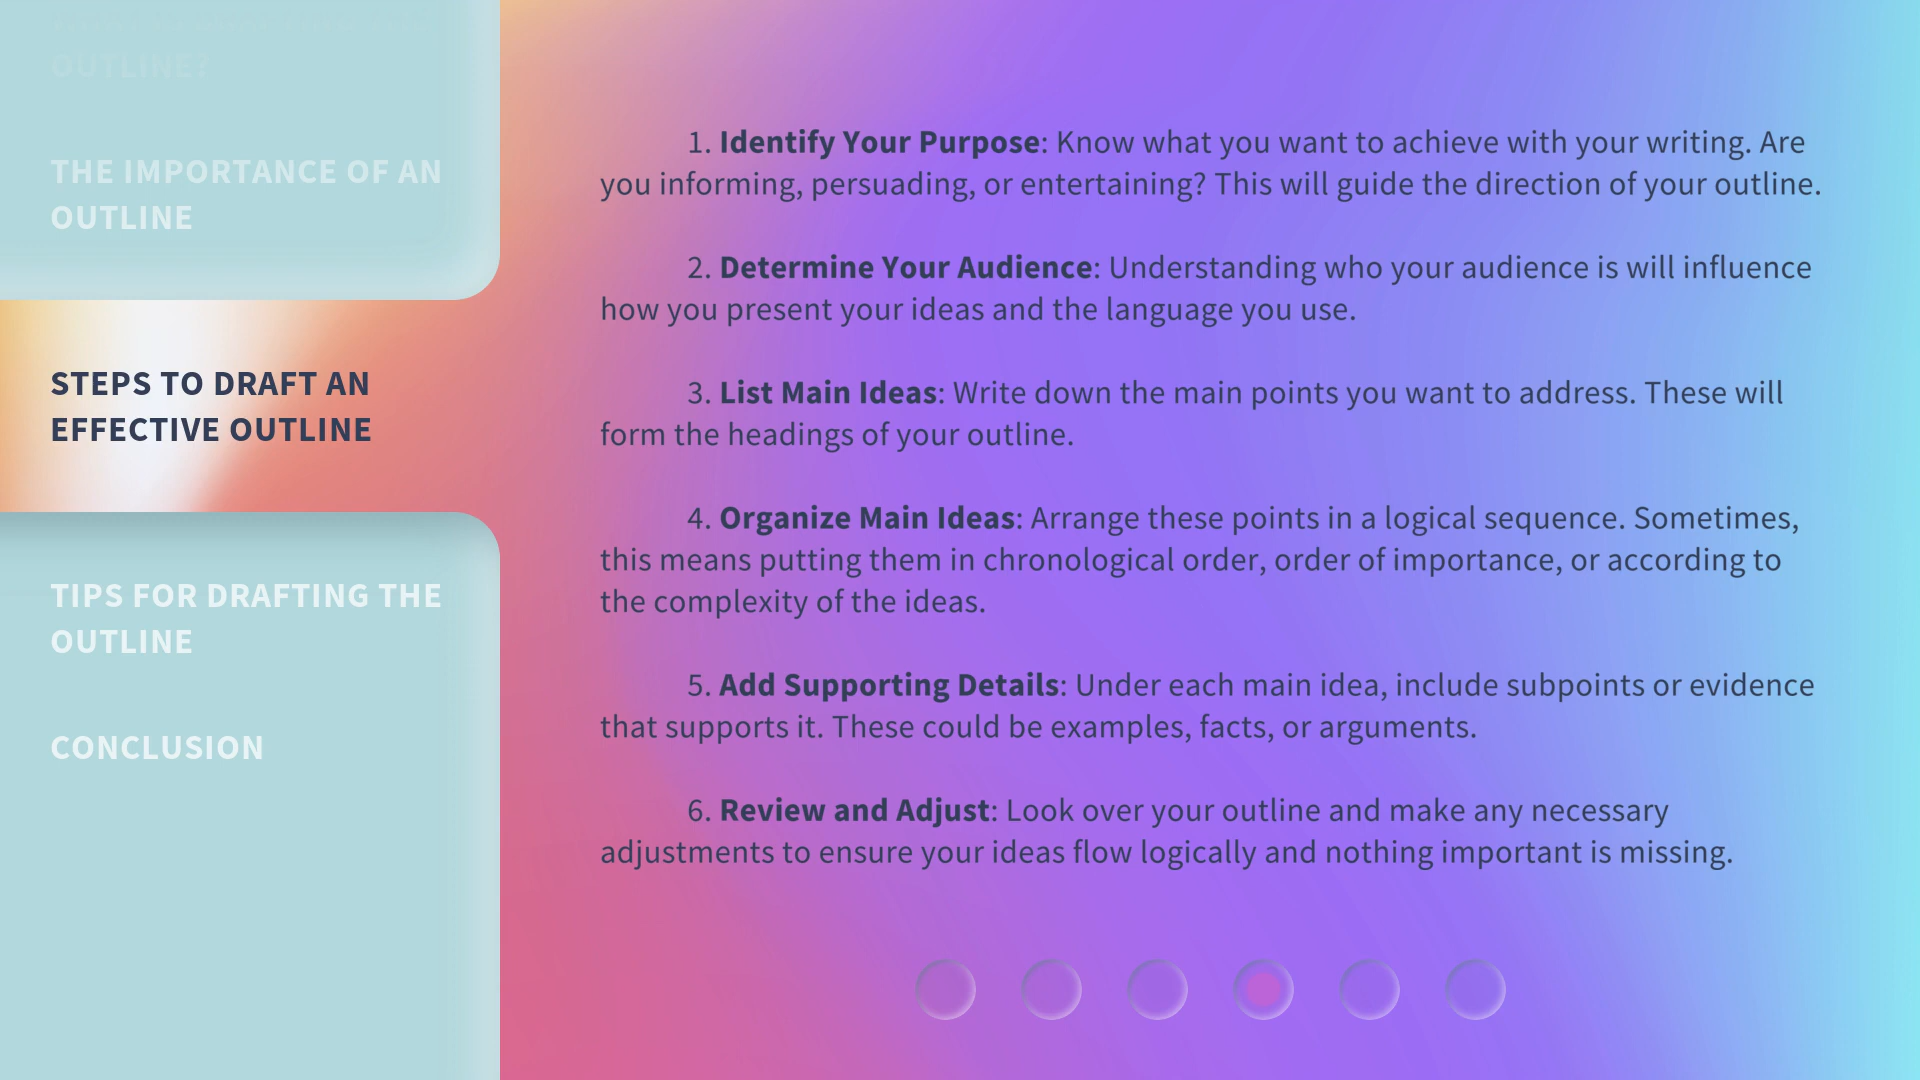 OUTLINE?
THE IMPORTANCE OF AN
OUTLINE
STEPS TO DRAFT AN
EFFECTIVE OUTLINE
TIPS FOR DRAFTING THE
OUTLINE
CONCLUSION
1. Identify Your Purpose: Know what you want to achieve with your writing. Are
you informing, persuading, or entertaining? This will guide the direction of your outline.
2. Determine Your Audience: Understanding who your audience is will influence
how you present your ideas and the language you use.
3. List Main Ideas: Write down the main points you want to address. These will
form the headings of your outline.
4. Organize Main Ideas: Arrange these points in a logical sequence. Sometimes,
this means putting them in chronological order, order of importance, or according to
the complexity of the ideas.
5. Add Supporting Details: Under each main idea, include subpoints or evidence
that supports it. These could be examples, facts, or arguments.
6. Review and Adjust: Look over your outline and make any necessary
adjustments to ensure your ideas flow logically and nothing important is missing.